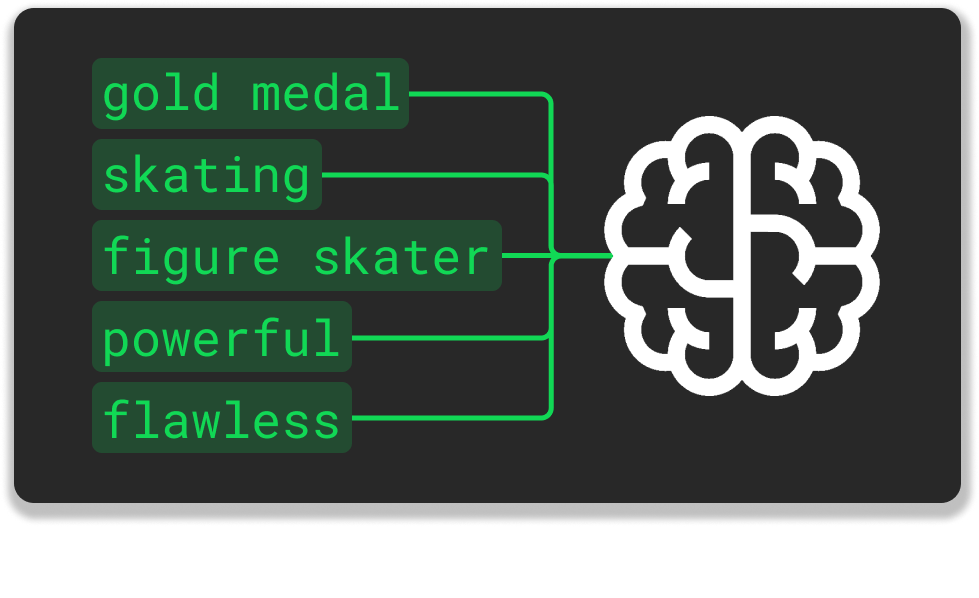 gold medal
skating
figure skater
powerful
flawless